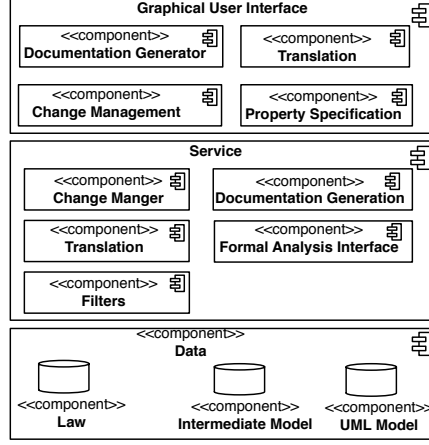 Graphical User Interface
<<component>> <<component>>
Documentation Generator Translation
<<component>> <<component>>
Change Management Property Specification
Service
<<component>> <<component>>
Change Manger Documentation Generation
<<component>> <<component>>
Translation Formal Analysis Interface
<<component>>
Filters
<<component>>
Data
<<component>> <<component>> <<component>>
Law Intermediate Model UML Model